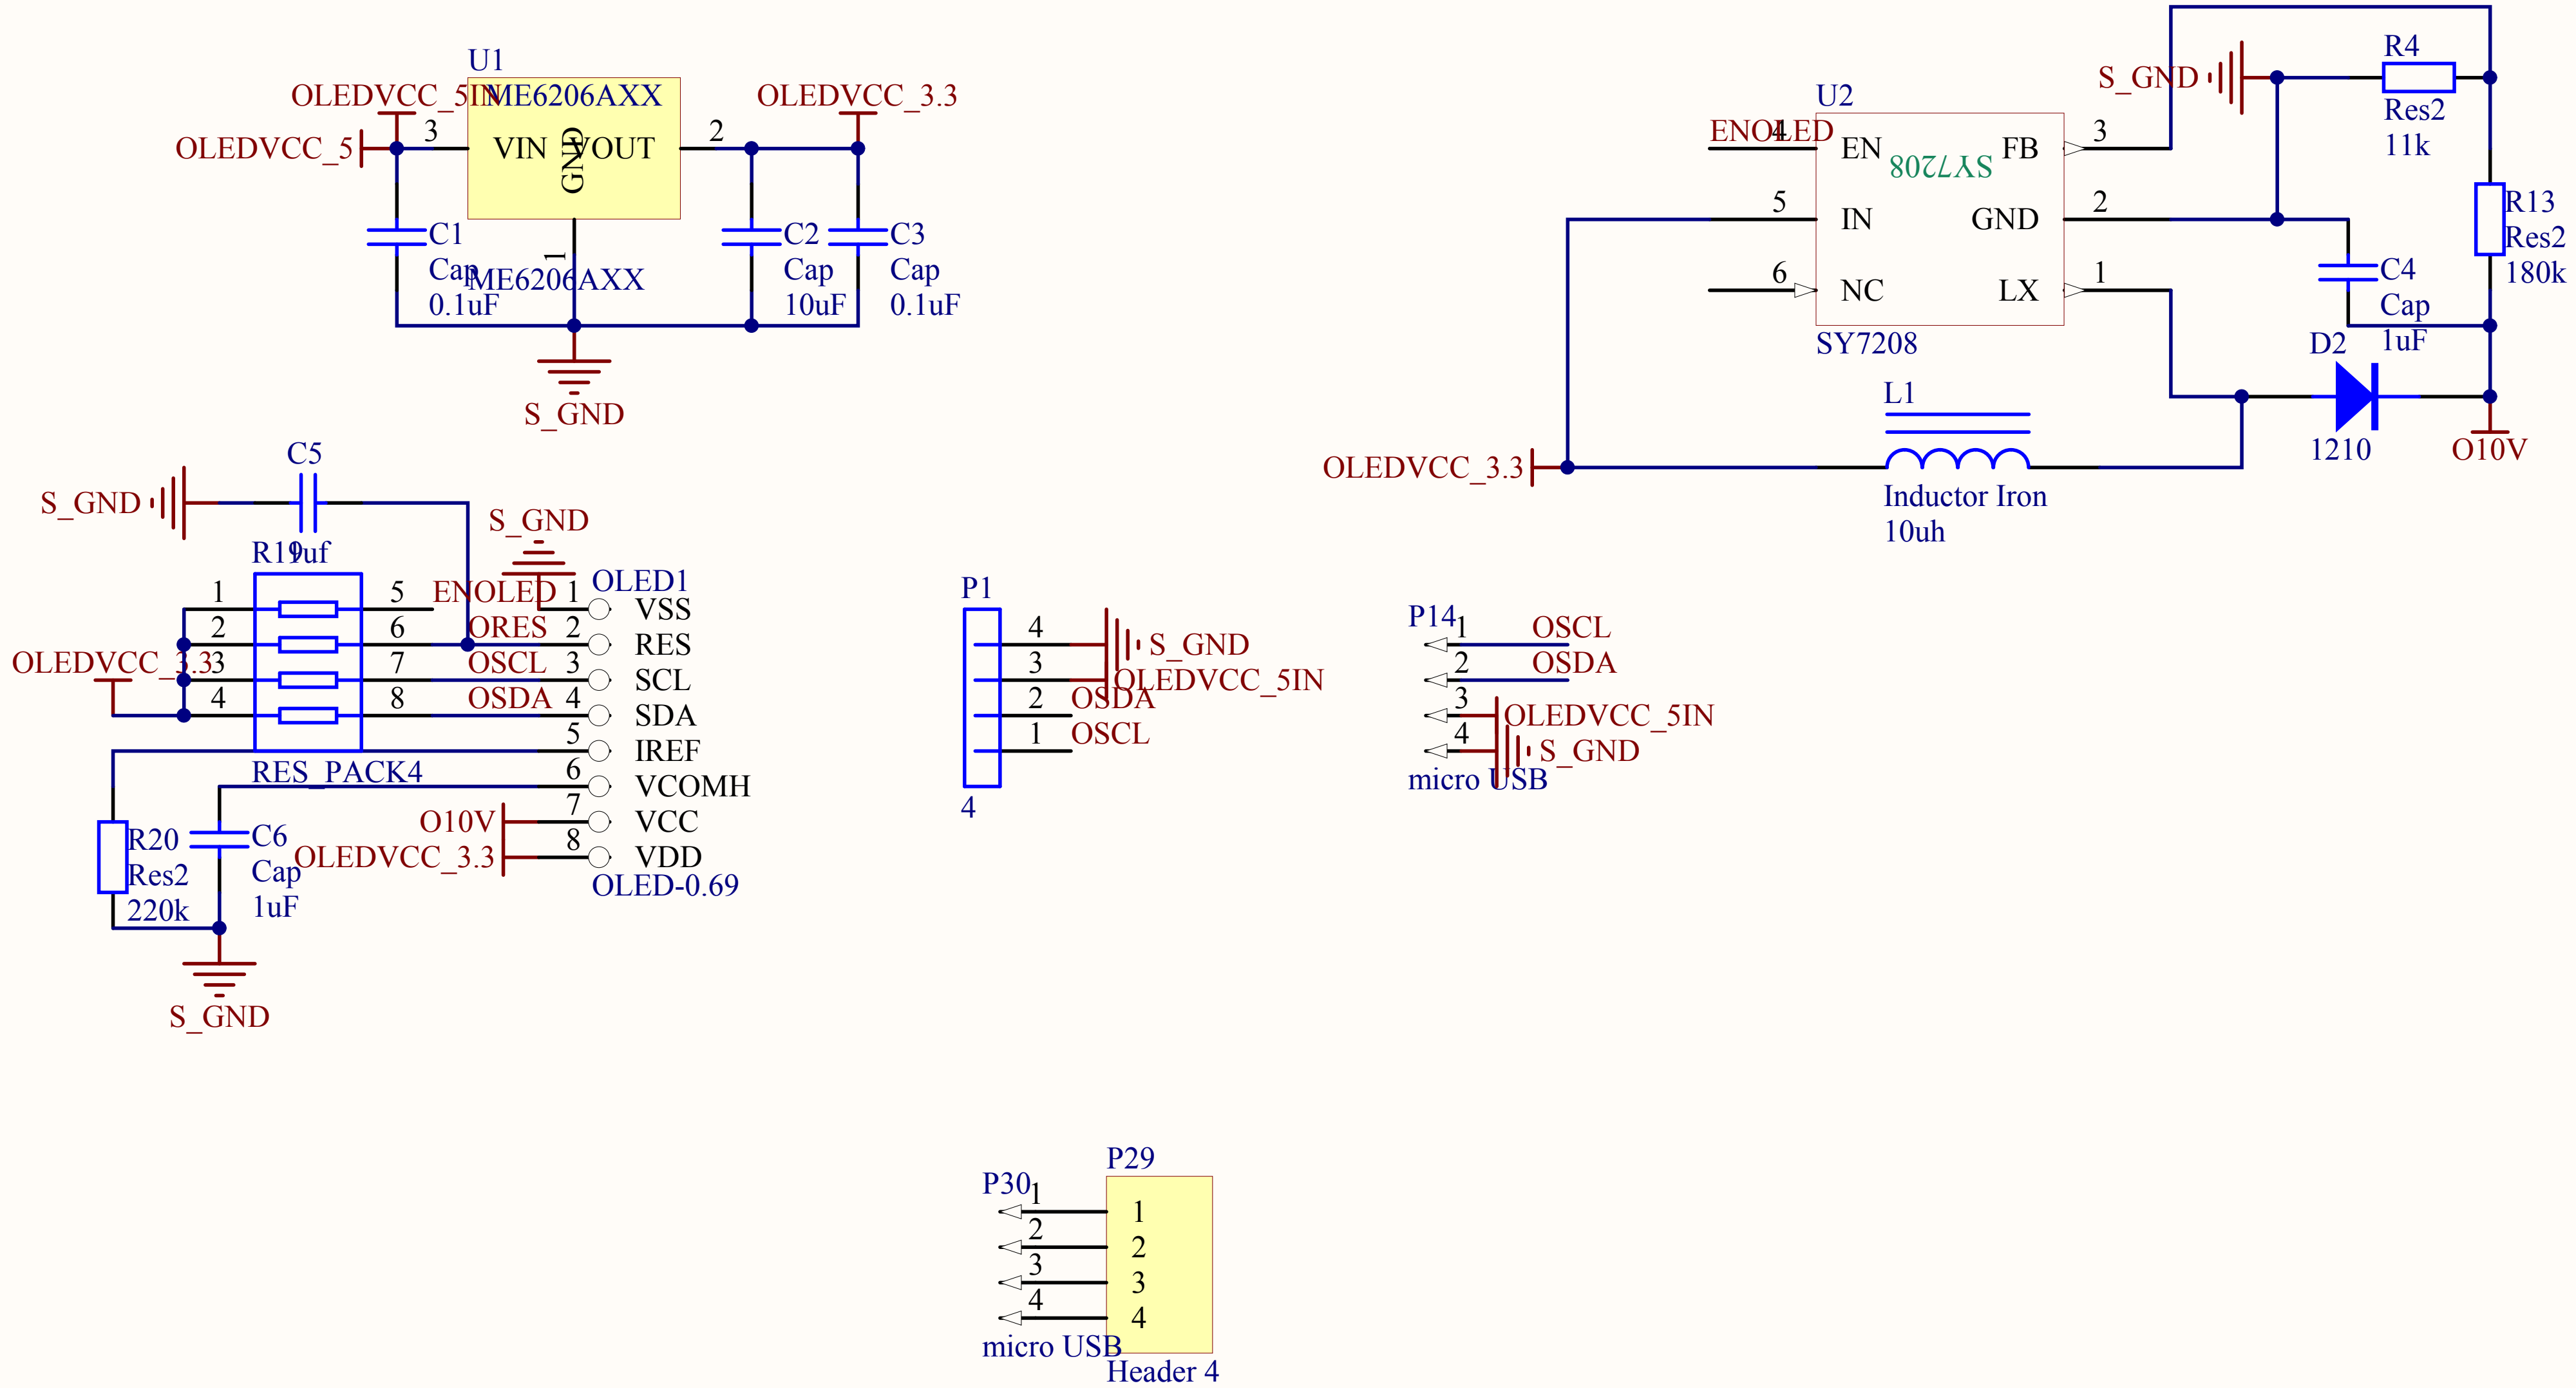 U1
OLEDVCC_5IN
ME6206AXX
OLEDVCC_3.3
OLEDVCC_5
3
VIN
GND
VOUT
2
1
C1
Cap
0.1uF
ME6206AXX
C2
Cap
10uF
C3
Cap
0.1uF
S_GND
U2
ENOLED
4
EN
SY7208
FB
3
5
IN
GND
2
6
NC
LX
1
SY7208
S_GND
R4
Res2
11k
R13
Res2
180k
C4
Cap
1uF
D2
1210
O10V
L1
Inductor Iron
10uh
OLEDVCC_3.3
C5
1uf
S_GND
R19
1
2
3
4
5
6
7
8
ENOLED
ORES
OSCL
OSDA
OLEDVCC_3.3
RES_PACK4
S_GND
OLED1
1
VSS
2
RES
3
SCL
4
SDA
5
IREF
6
VCOMH
7
VCC
8
VDD
O10V
OLEDVCC_3.3
OLED-0.69
R20
Res2
220k
C6
Cap
1uF
S_GND
P1
4
S_GND
3
OLEDVCC_5IN
2
OSDA
1
OSCL
4
P14
1
OSCL
2
OSDA
3
OLEDVCC_5IN
4
S_GND
micro USB
P29
P30
1
1
2
2
3
3
4
4
micro USB
Header 4